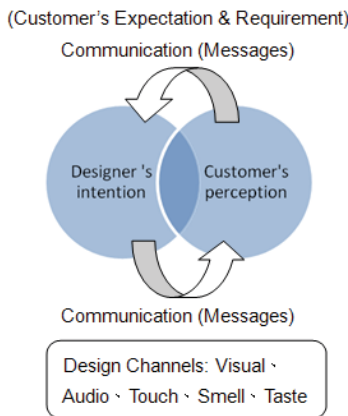 (Customer's Expectation & Requirement)
Communication (Messages)
Designer 's
intention
Customer's
perception
Communication (Messages)
Design Channels: Visual、
Audio、Touch、Smell、Taste